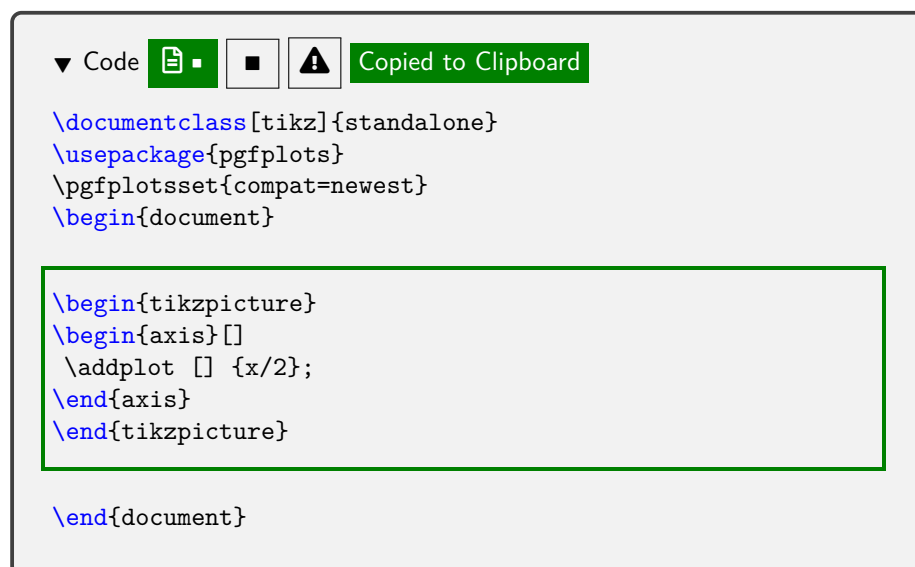 ▼ Code Copied to Clipboard
\documentclass[tikz]{standalone}
\usepackage{pgfplots}
\pgfplotsset{compat=newest}
\begin{document}
\begin{tikzpicture}
\begin{axis}[]
 \addplot [] {x/2};
\end{axis}
\end{tikzpicture}
\end{document}